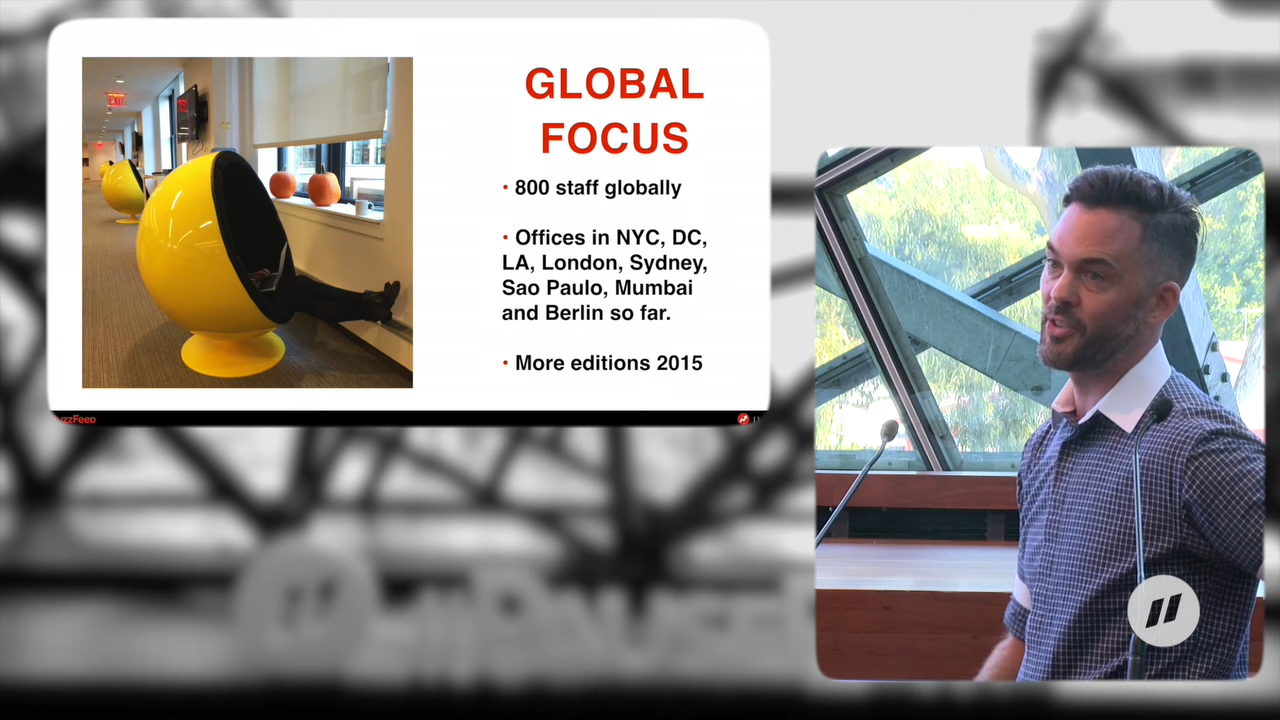 GLOBAL
FOCUS
• 800 staff globally
• Offices in NYC, DC,
LA, London, Sydney,
Sao Paulo, Mumbai
and Berlin so far.
• More editions 2015
EXIT